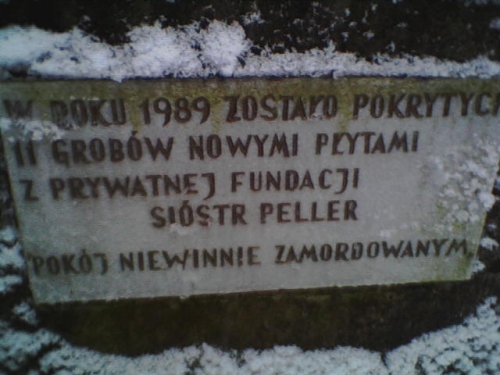 W ROKU 1989 ZOSTAŁO POKRYTYCH
11 GROBÓW NOWYMI PŁYTAMI
Z PRYWATNEJ FUNDACJI
SIÓSTR PELLER
POKÓJ NIEWINNIE ZAMORDOWANYM